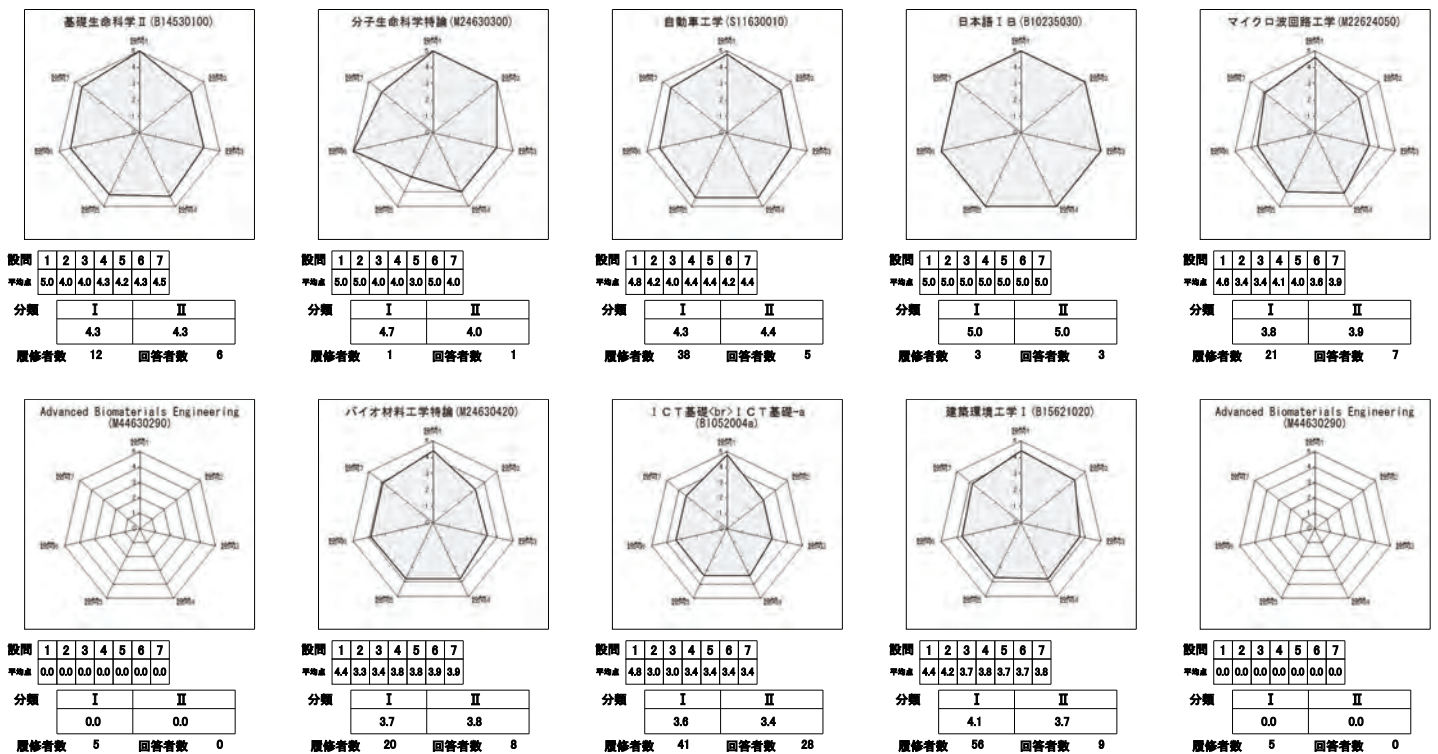 基礎生命科学Ⅱ(B14530100)
設問 1 2 3 4 5 6 7
平均点 5.0 4.0 4.0 4.3 4.2 4.3 4.5
分類 Ⅰ Ⅱ
4.3 4.3
履修者数 12 回答者数 6
分子生命科学特論(M24630300)
設問 1 2 3 4 5 6 7
平均点 5.0 5.0 4.0 4.0 3.0 5.0 4.0
分類 Ⅰ Ⅱ
4.7 4.0
履修者数 1 回答者数 1
自動車工学(S11630010)
設問 1 2 3 4 5 6 7
平均点 4.8 4.2 4.0 4.4 4.4 4.2 4.4
分類 Ⅰ Ⅱ
4.3 4.4
履修者数 38 回答者数 5
日本語ⅠB(B10235030)
設問 1 2 3 4 5 6 7
平均点 5.0 5.0 5.0 5.0 5.0 5.0 5.0
分類 Ⅰ Ⅱ
5.0 5.0
履修者数 3 回答者数 3
マイクロ波回路工学(M22624050)
設問 1 2 3 4 5 6 7
平均点 4.6 3.4 3.4 4.1 4.0 3.6 3.9
分類 Ⅰ Ⅱ
3.8 3.9
履修者数 21 回答者数 7
Advanced Biomaterials Engineering
(M44630290)
設問 1 2 3 4 5 6 7
平均点 0.0 0.0 0.0 0.0 0.0 0.0 0.0
分類 Ⅰ Ⅱ
0.0 0.0
履修者数 5 回答者数 0
バイオ材料工学特論(M24630420)
設問 1 2 3 4 5 6 7
平均点 4.4 3.3 3.4 3.8 3.8 3.9 3.9
分類 Ⅰ Ⅱ
3.7 3.8
履修者数 20 回答者数 8
ICT基礎<br>ICT基礎-a
(B1052004a)
設問 1 2 3 4 5 6 7
平均点 4.8 3.0 3.0 3.4 3.4 3.4 3.4
分類 Ⅰ Ⅱ
3.6 3.4
履修者数 41 回答者数 28
建築環境工学Ⅰ(B15621020)
設問 1 2 3 4 5 6 7
平均点 4.4 4.2 3.7 3.8 3.7 3.7 3.8
分類 Ⅰ Ⅱ
4.1 3.7
履修者数 56 回答者数 9
Advanced Biomaterials Engineering
(M44630290)
設問 1 2 3 4 5 6 7
平均点 0.0 0.0 0.0 0.0 0.0 0.0 0.0
分類 Ⅰ Ⅱ
0.0 0.0
履修者数 5 回答者数 0